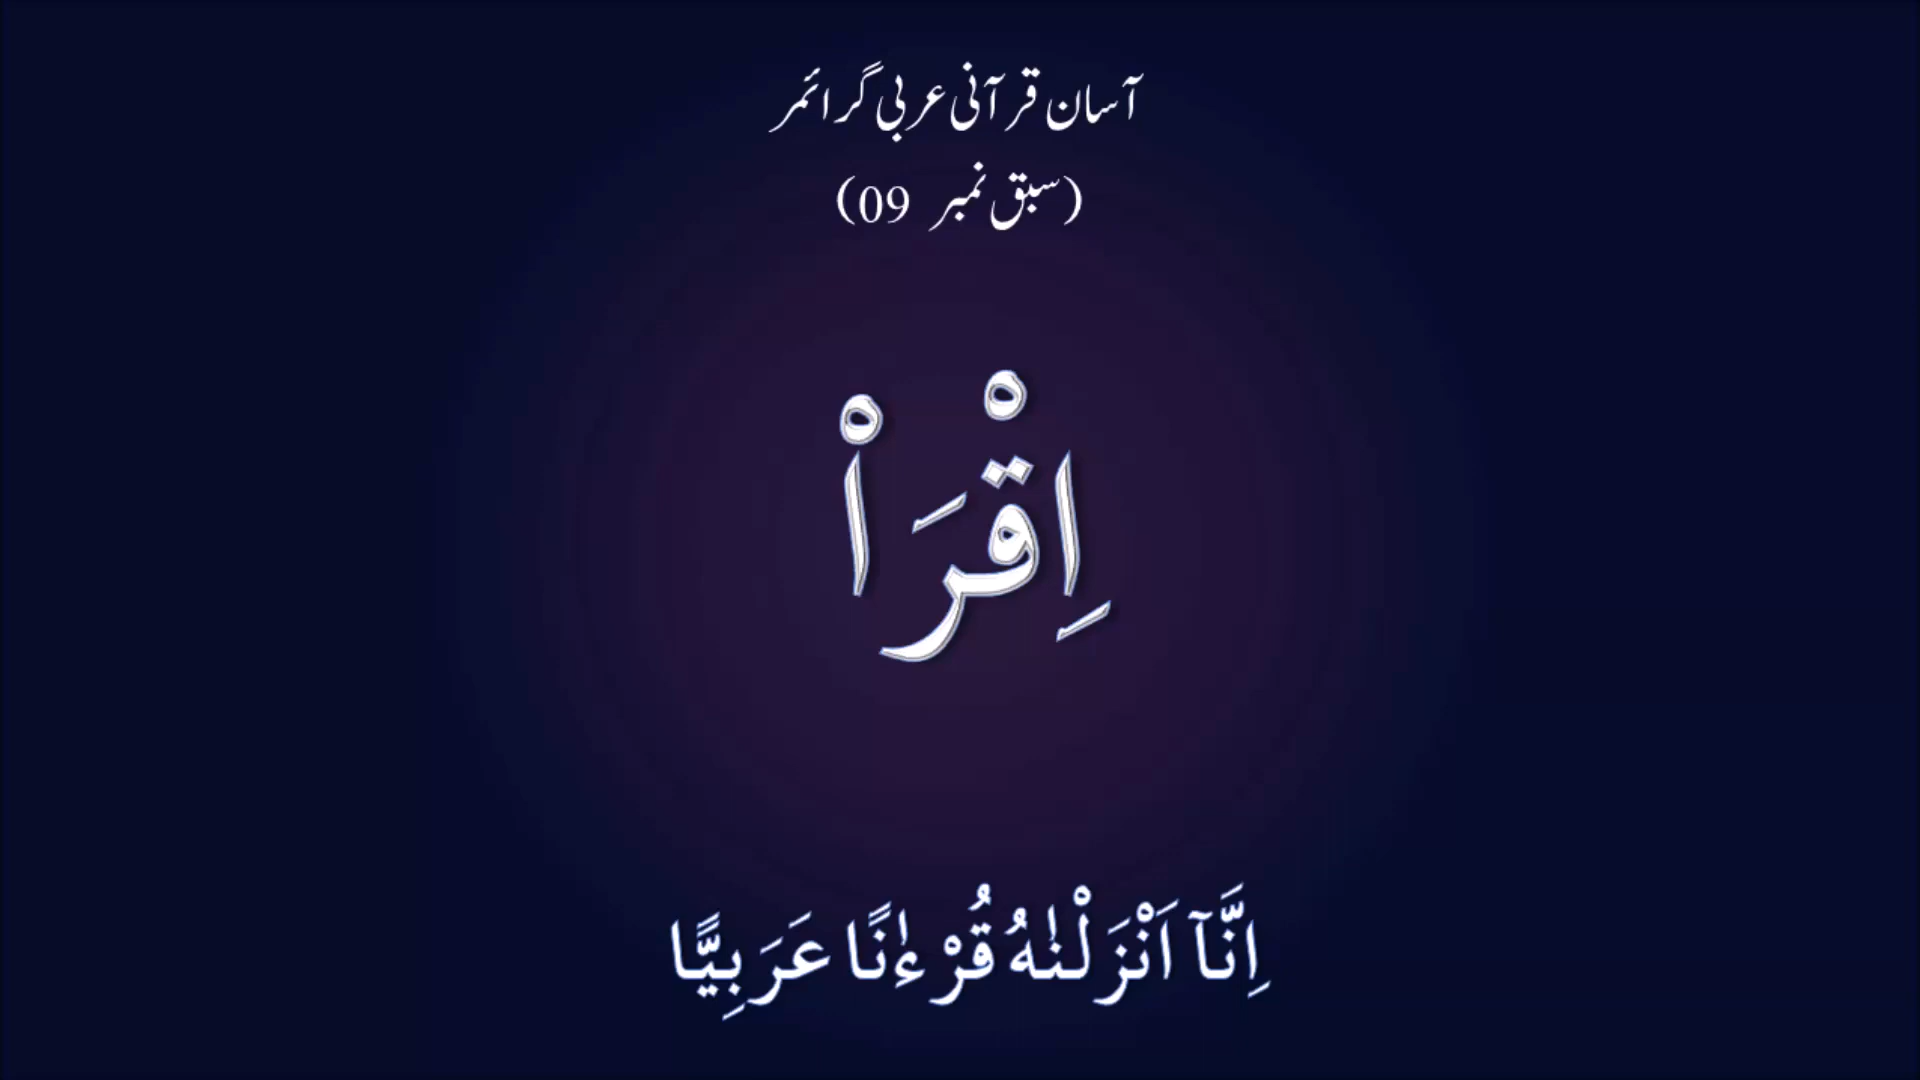 آسان قرآنی عربی گرائمر
(سبق نمبر 09)
اِقْرَاْ
اِنَّآ اَنْزَلْنٰهُ قُرْءٰنًا عَرَبِيًّا